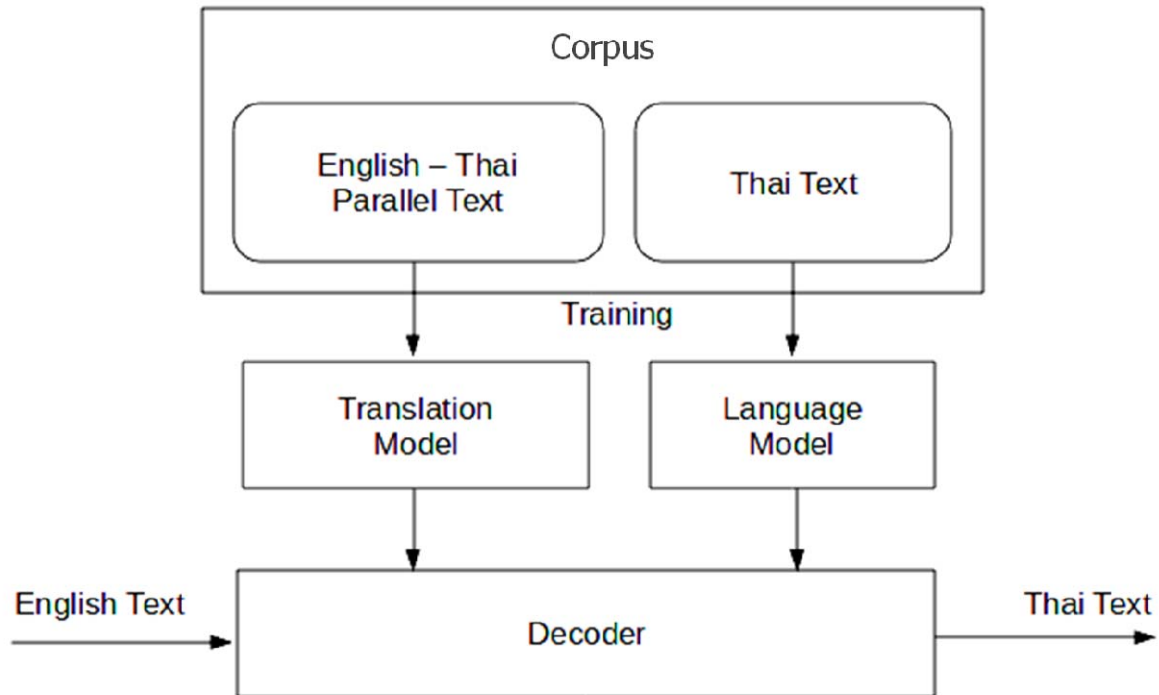 Corpus
English – Thai
Parallel Text
Thai Text
Training
Translation
Model
Language
Model
English Text
Decoder
Thai Text